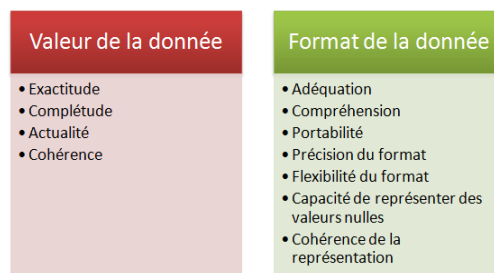 Valeur de la donnée
• Exactitude
• Complétude
• Actualité
• Cohérence
Format de la donnée
• Adéquation
• Compréhension
• Portabilité
• Précision du format
• Flexibilité du format
• Capacité de représenter des
valeurs nulles
• Cohérence de la
représentation